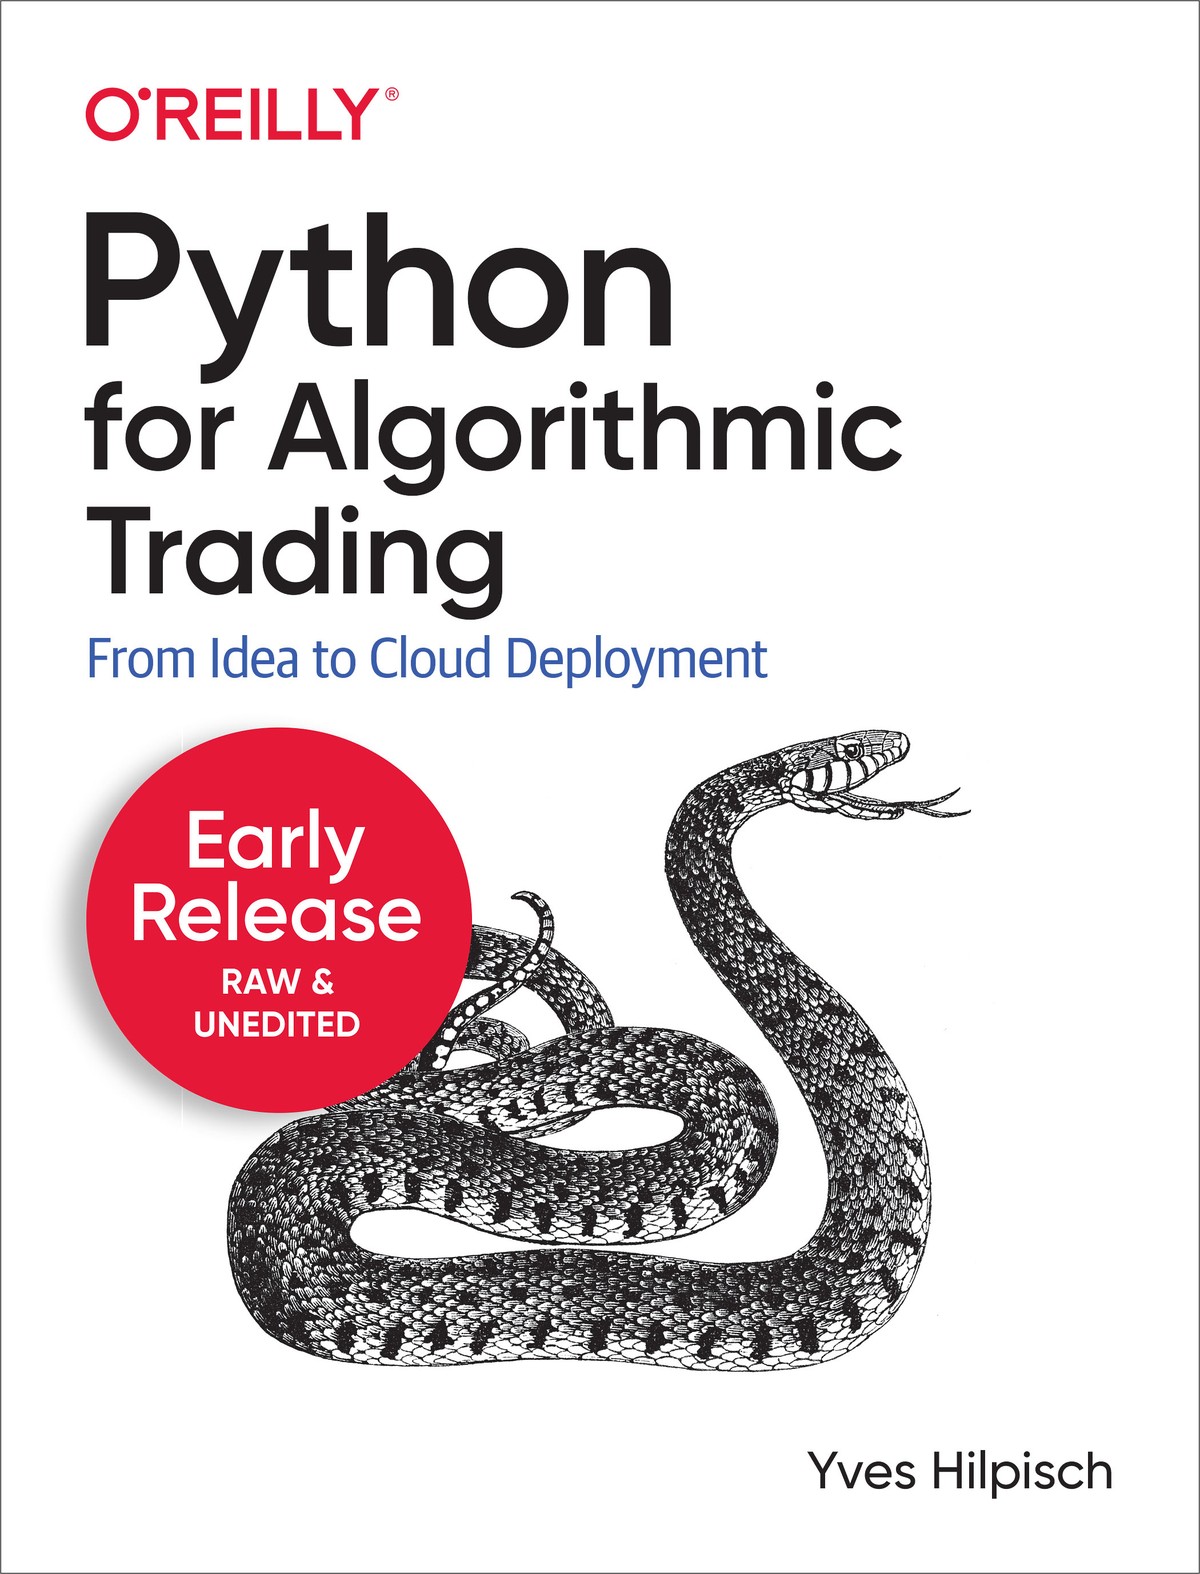 O'REILLY®
Python
for Algorithmic
Trading
From Idea to Cloud Deployment
Early
Release
RAW &
UNEDITED
Yves Hilpisch